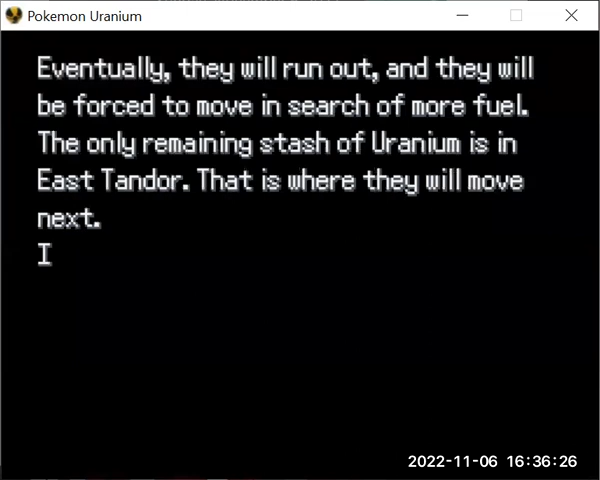 Pokemon Uranium
Eventually, they will run out, and they will
be forced to move in search of more fuel.
The only remaining stash of Uranium is in
East Tandor. That is where they will move
next.
I
2022-11-06 16:36:26